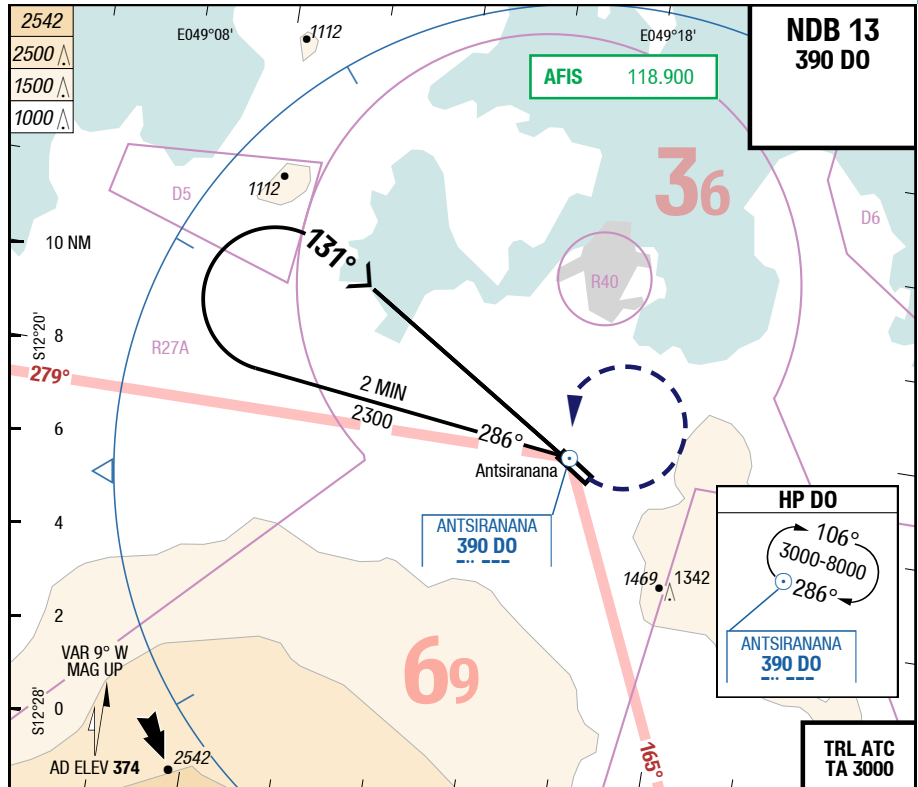 2542
2500
1500
1000
E049°08'
1112
E049°18'
NDB 13
390 DO
AFIS 118.900
36
D5
1112
D6
131°
R40
10 NM
8
S12°20'
R27A
279°
2 MIN
2300
286°
6
Antsiranana
ANTSIRANANA
390 DO
4
HP DO
106°
3000-8000
286°
ANTSIRANANA
390 DO
1469
1342
2
VAR 9° W
MAG UP
69
S12°28'
0
AD ELEV 374
2542
165°
TRL ATC
TA 3000